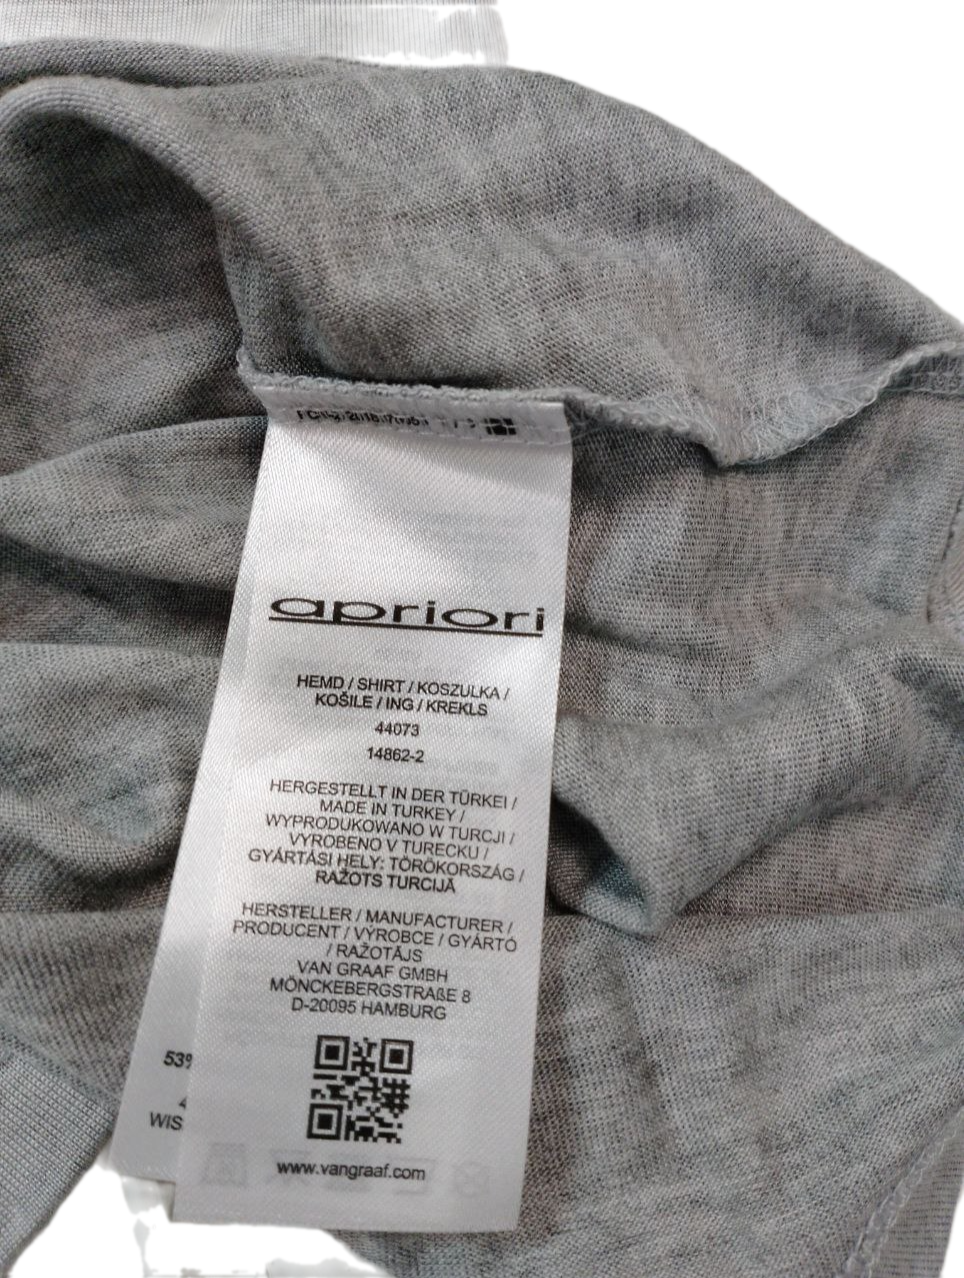 apriori
HEMD / SHIRT / KOSZULKA /
KOŠILE / ING / KREKLS
44073
14862-2
HERGESTELLT IN DER TÜRKEI /
MADE IN TURKEY /
WYPRODUKOWANO W TURCJI /
VYROBENO V TURECKU /
GYÁRTÁSI HELY: TÖRÖKORSZÁG /
RAŽOTS TURCIJĀ
HERSTELLER / MANUFACTURER /
PRODUCENT / VÝROBCE / GYÁRTÓ
/ RAŽOTĀJS
VAN GRAAF GMBH
MÖNCKEBERGSTRAßE 8
D-20095 HAMBURG
53%
WIS
www.vangraaf.com